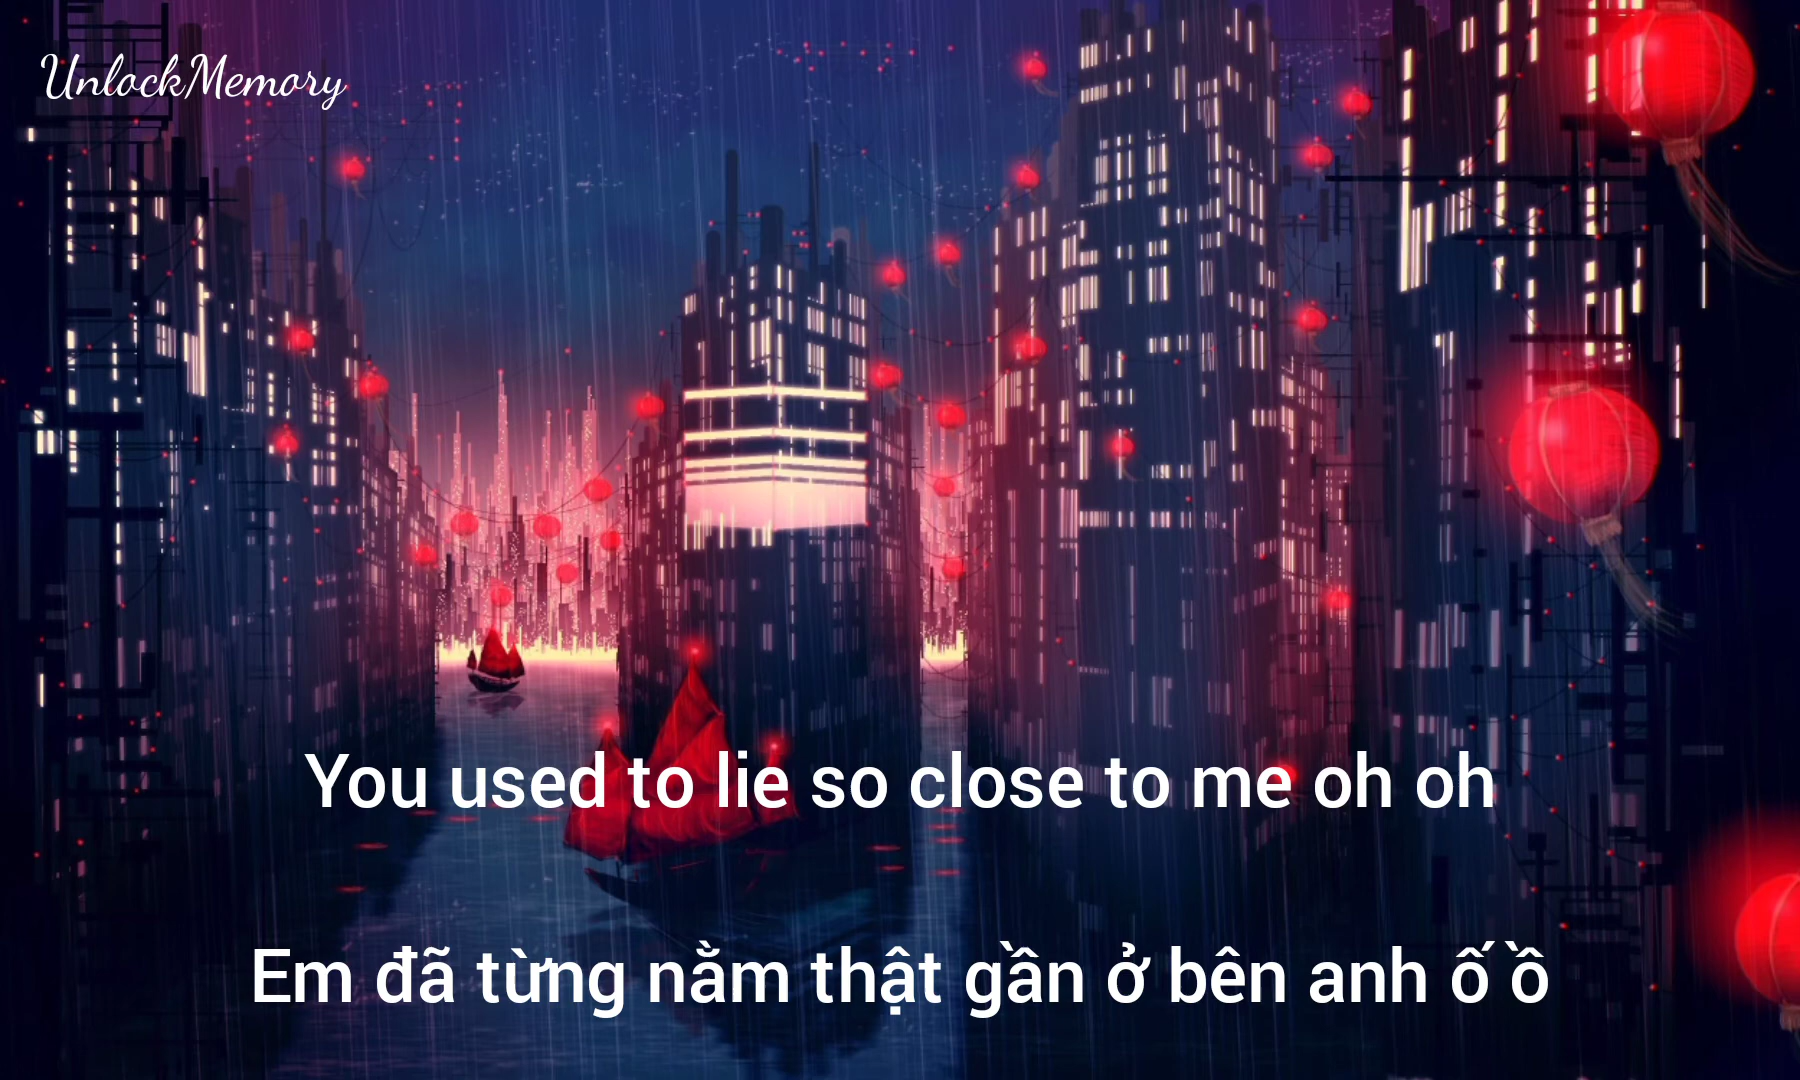 UnlockMemory
You used to lie so close to me oh oh
Em đã từng nằm thật gần ở bên anh ố ồ